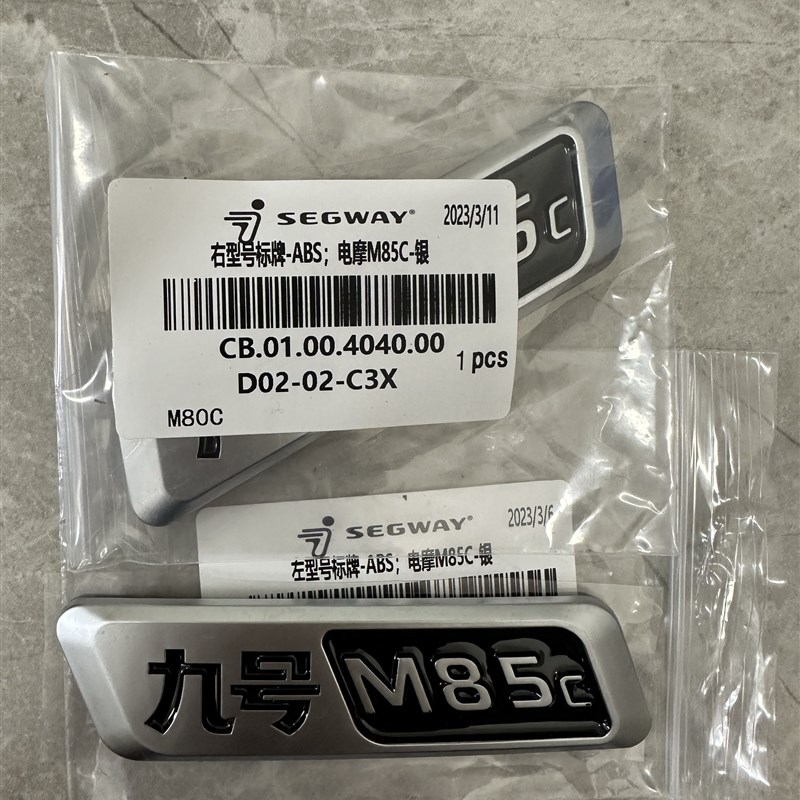 SEGWAY® 2023/3/11
右型号标牌-ABS；电摩M85C-银
CB.01.00.4040.00
D02-02-C3X 1 pcs
M80C
5 C
SEGWAY® 2023/3/6
左型号标牌-ABS；电摩M85C-银
九号 M85C